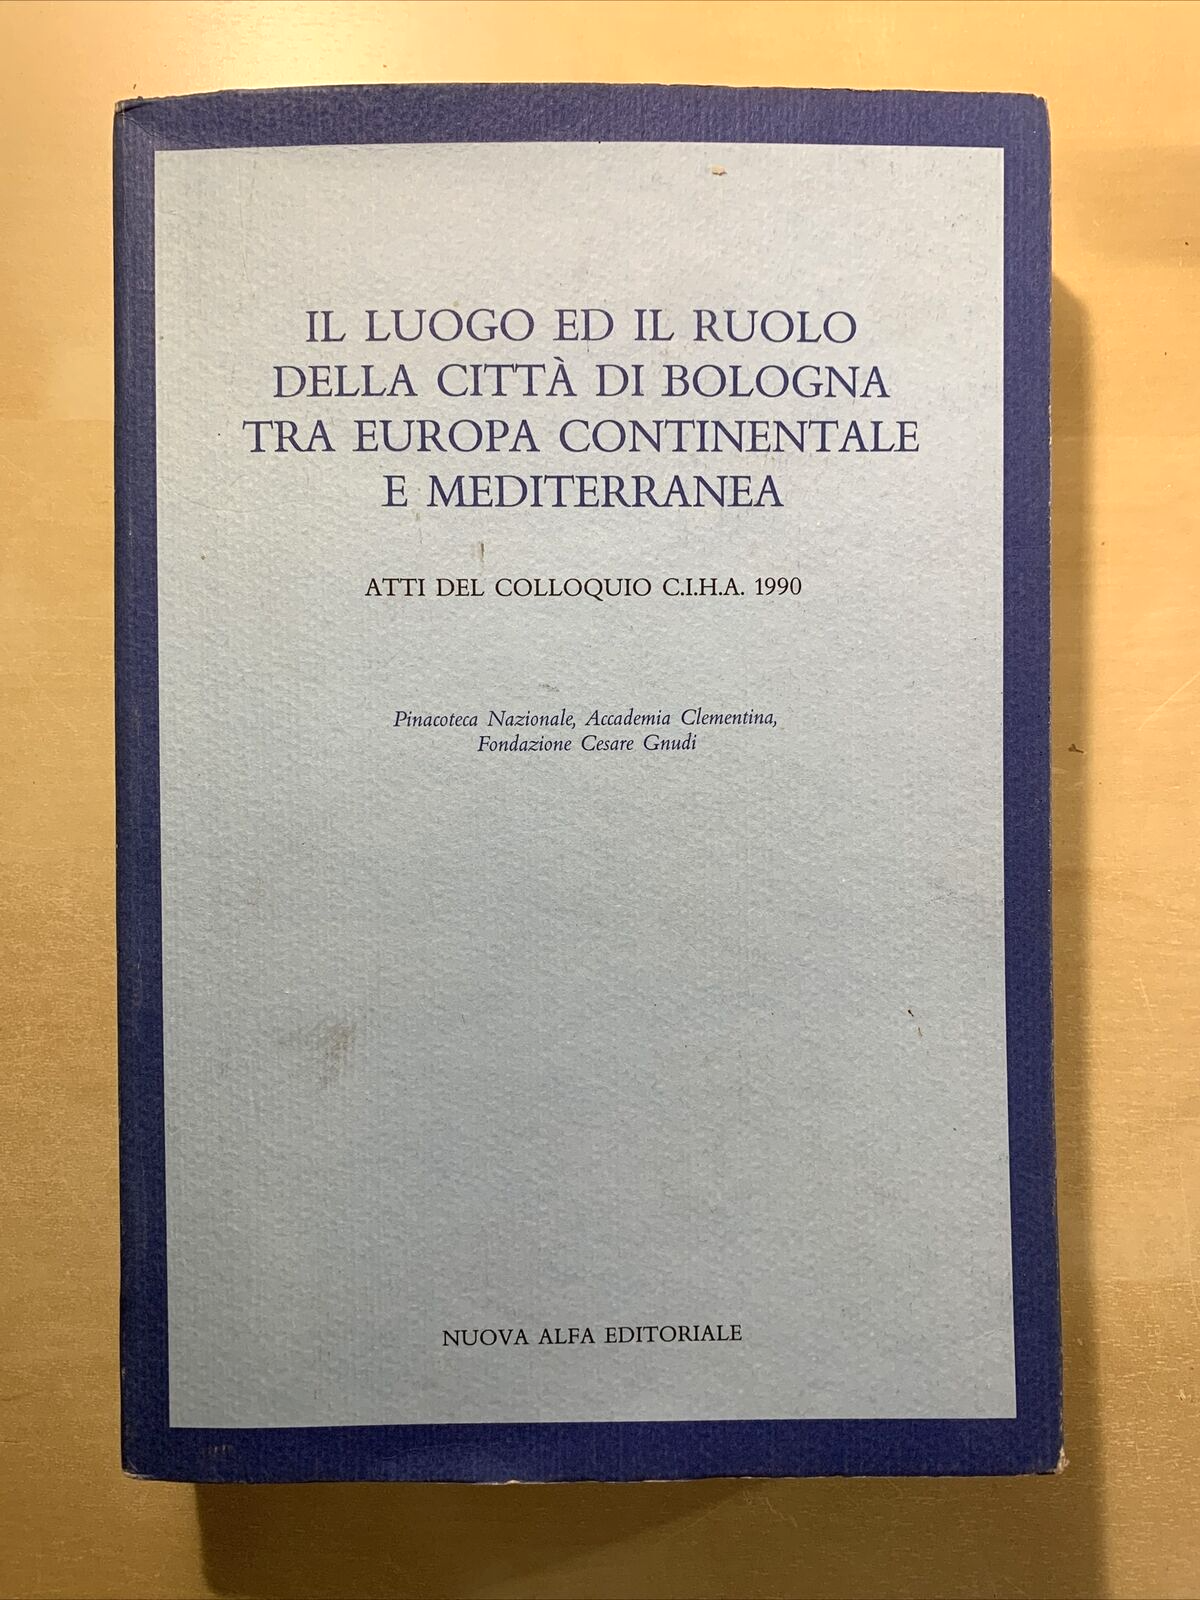 IL LUOGO ED IL RUOLO
DELLA CITTÀ DI BOLOGNA
TRA EUROPA CONTINENTALE
E MEDITERRANEA
ATTI DEL COLLOQUIO C.I.H.A. 1990
Pinacoteca Nazionale, Accademia Clementina,
Fondazione Cesare Gnudi
NUOVA ALFA EDITORIALE